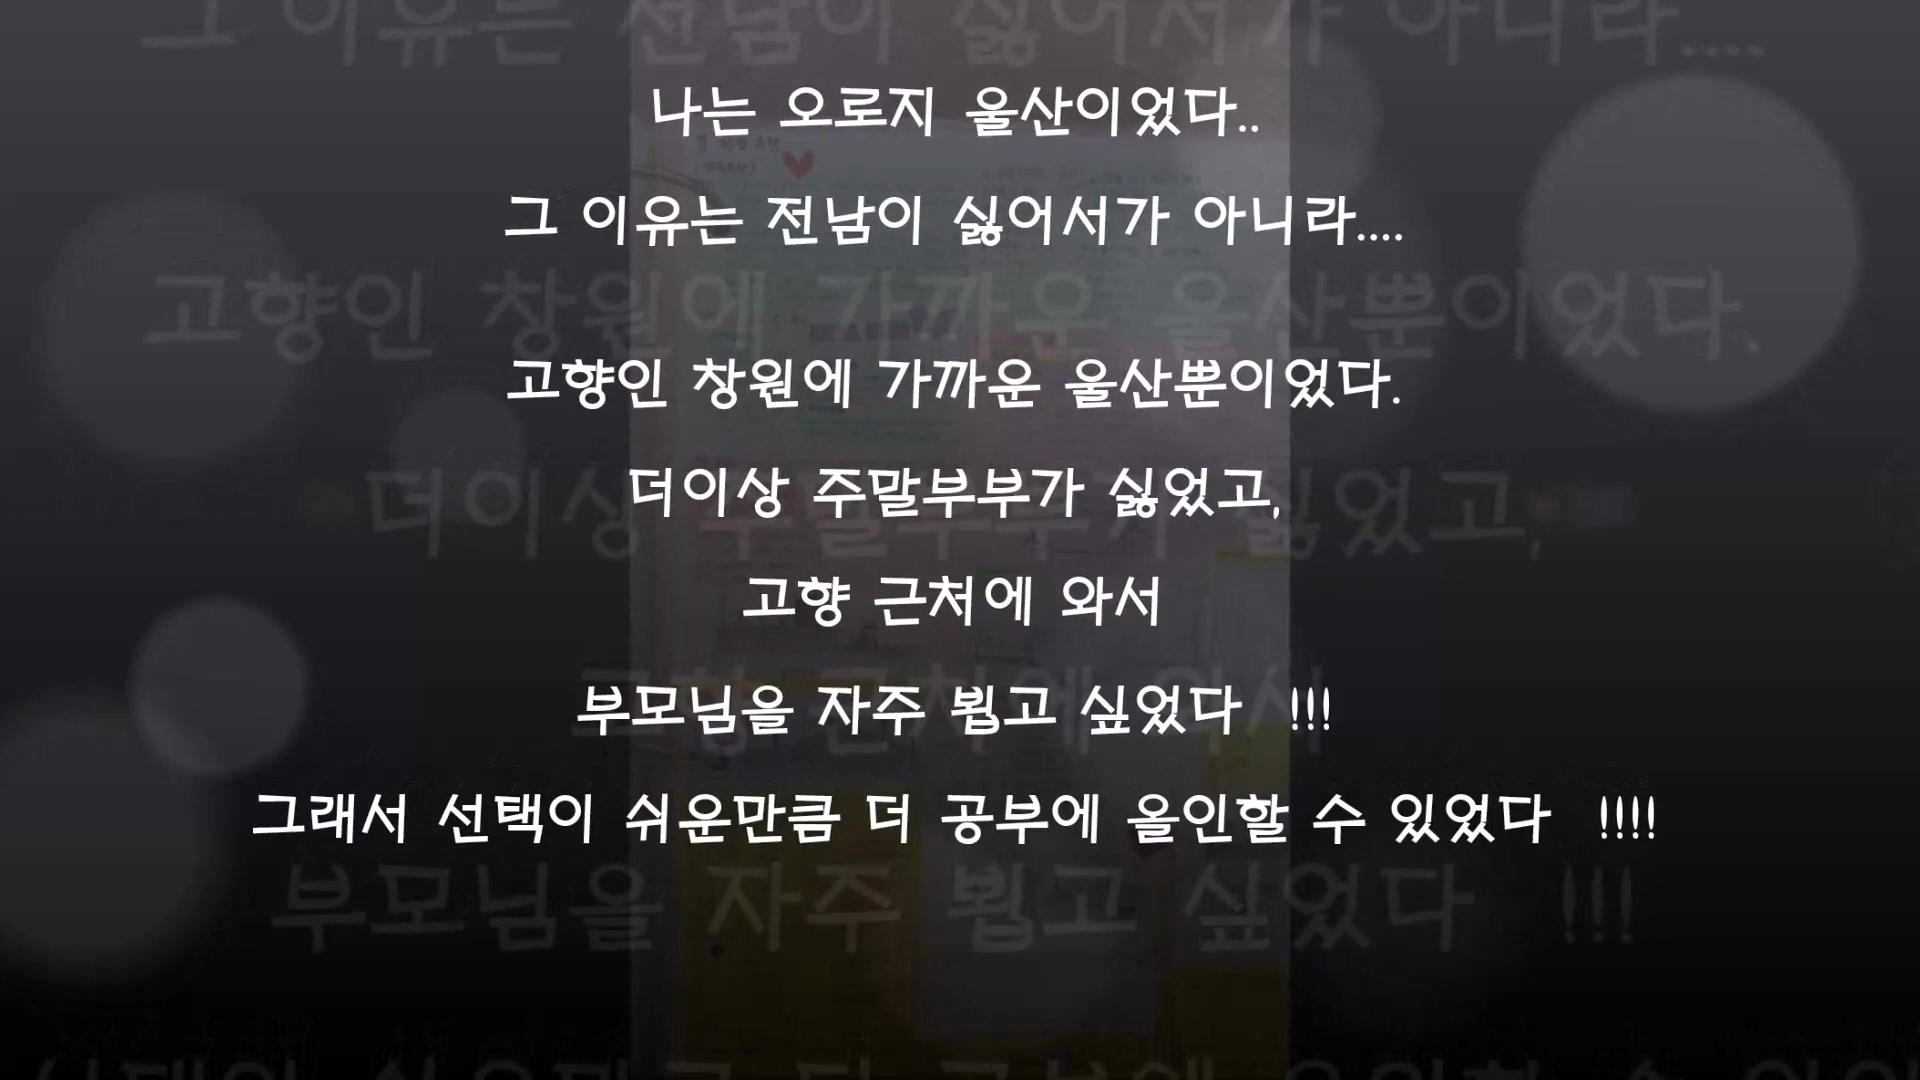 나는 오로지 울산이었다..
그 이유는 전남이 싫어서가 아니라....
고향인 창원에 가까운 울산뿐이었다.
더이상 주말부부가 싫었고,
고향 근처에 와서
부모님을 자주 뵙고 싶었다 !!!
그래서 선택이 쉬운만큼 더 공부에 올인할 수 있었다 !!!!